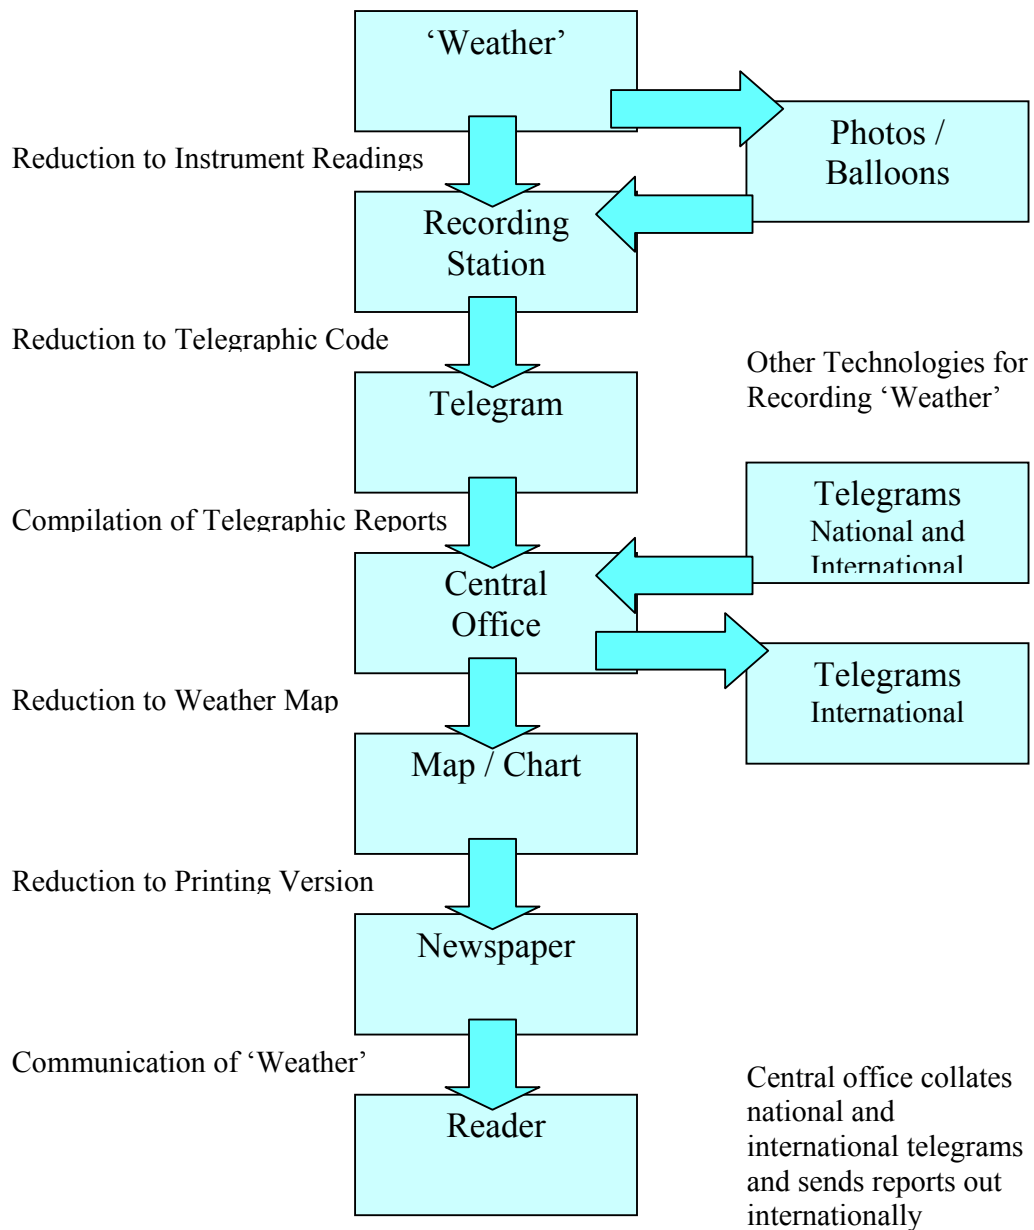 ‘Weather’
Photos /
Balloons
Reduction to Instrument Readings
Recording
Station
Reduction to Telegraphic Code
Other Technologies for
Recording ‘Weather’
Telegram
Telegrams
National and
International
Compilation of Telegraphic Reports
Central
Office
Telegrams
International
Reduction to Weather Map
Map / Chart
Reduction to Printing Version
Newspaper
Communication of ‘Weather’
Reader
Central office collates
national and
international telegrams
and sends reports out
internationally